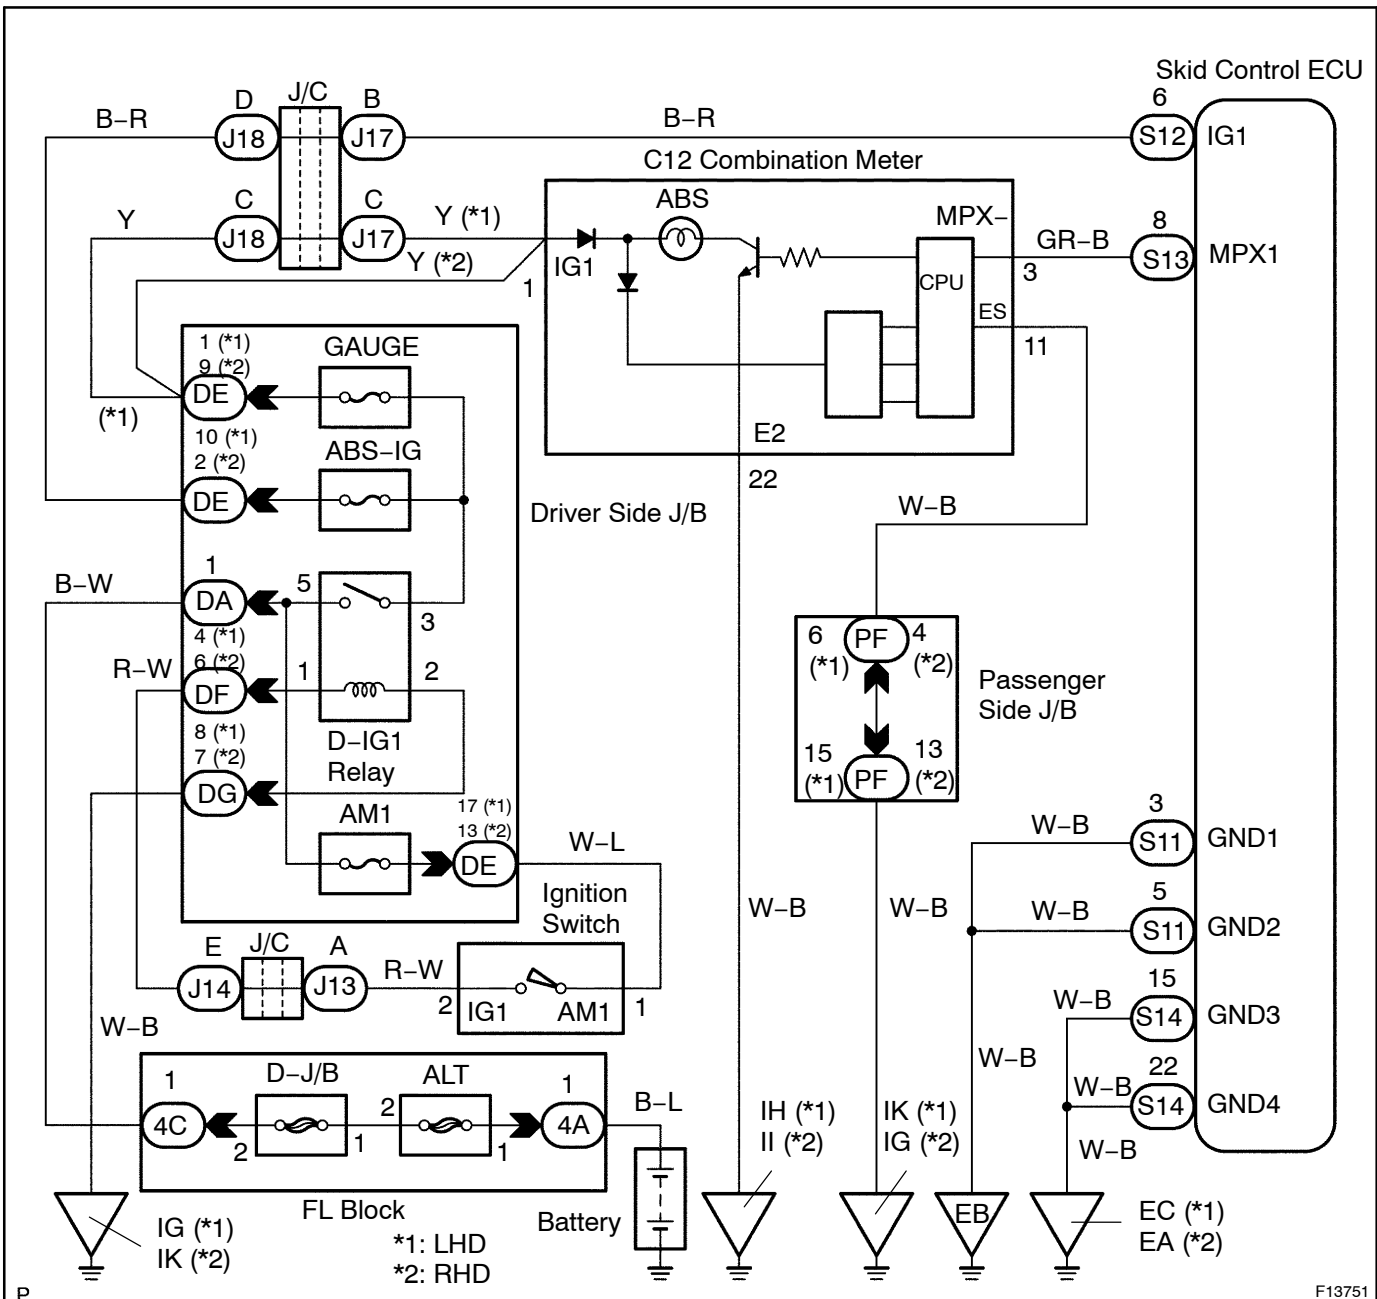 Skid Control ECU
D
J/C
B
6
B−R
J18
J17
B−R
S12
IG1
C12 Combination Meter
C
C
Y
J18
J17
Y (*1)
Y (*2)
1
IG1
ABS
MPX−
CPU
ES
GR−B
3
8
S13
MPX1
11
E2
22
1 (*1)
9 (*2)
DE
(*1)
GAUGE
10 (*1)
2 (*2)
DE
ABS−IG
Driver Side J/B
W−B
B−W
1
DA
5
3
4 (*1)
6 (*2)
R−W
DF
1
2
8 (*1)
7 (*2)
DG
D−IG1
Relay
AM1
17 (*1)
13 (*2)
DE
W−L
6
(*1)
PF
4
(*2)
Passenger
Side J/B
15
(*1)
PF
13
(*2)
Ignition
Switch
3
W−B
S11
GND1
5
W−B
S11
GND2
W−B
W−B
E
J/C
A
J14
J13
R−W
2
IG1
AM1
1
15
W−B
S14
GND3
W−B
W−B
22
W−B
S14
GND4
W−B
1
4C
D−J/B
2
1
ALT
2
1
1
4A
B−L
FL Block
Battery
IG (*1)
IK (*2)
IH (*1)
II (*2)
IK (*1)
IG (*2)
EB
EC (*1)
EA (*2)
*1: LHD
*2: RHD
P
F13751